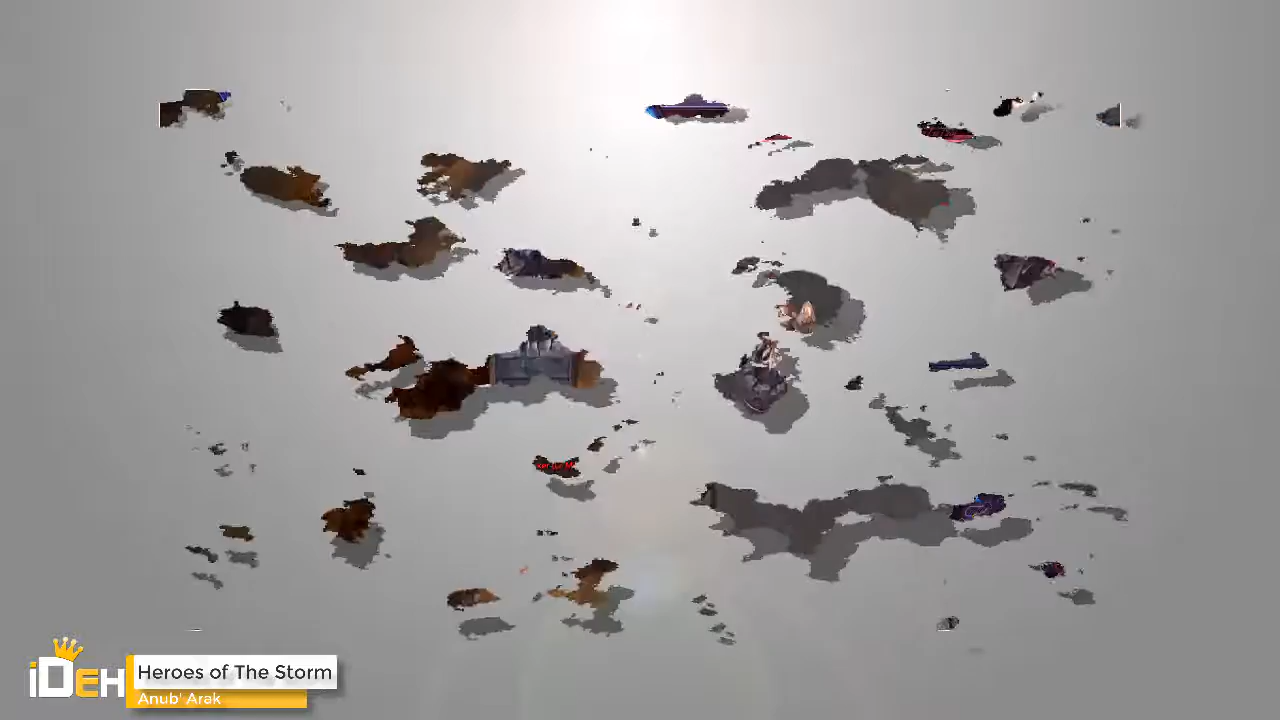 iDEH
Heroes of The Storm
Anub' Arak